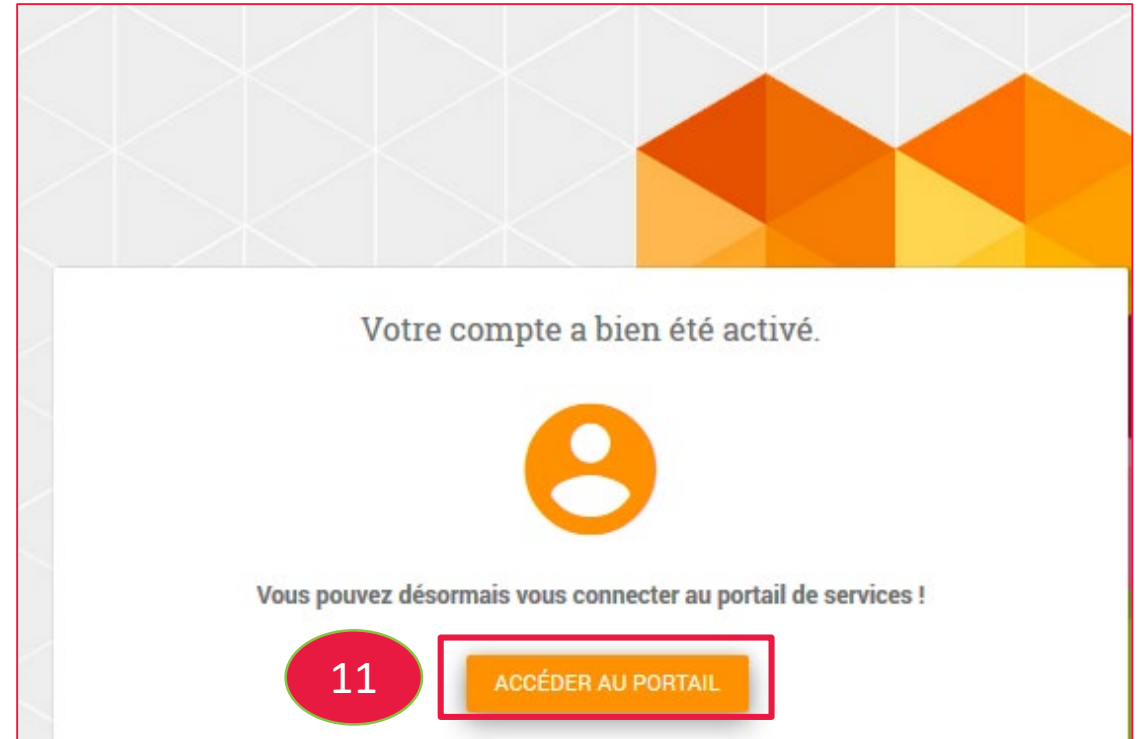 Votre compte a bien été activé.
Vous pouvez désormais vous connecter au portail de services !
11
ACCÉDER AU PORTAIL